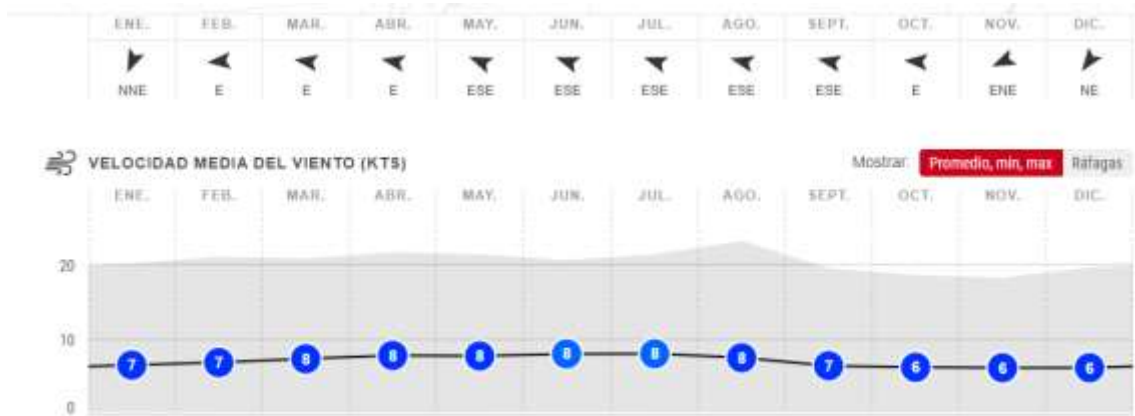 ENE. FEB. MAR. ABR. MAY. JUN. JUL. AGO. SEPT. OCT. NOV. DIC.
NNE E E E ESE ESE ESE ESE ESE E ENE NE
VELOCIDAD MEDIA DEL VIENTO (KTS) Mostrar Promedio, min, max Ráfagas
ENE. FEB. MAR. ABR. MAY. JUN. JUL. AGO. SEPT. OCT. NOV. DIC.
20
10
7 7 8 8 8 8 8 8 7 6 6 6
0